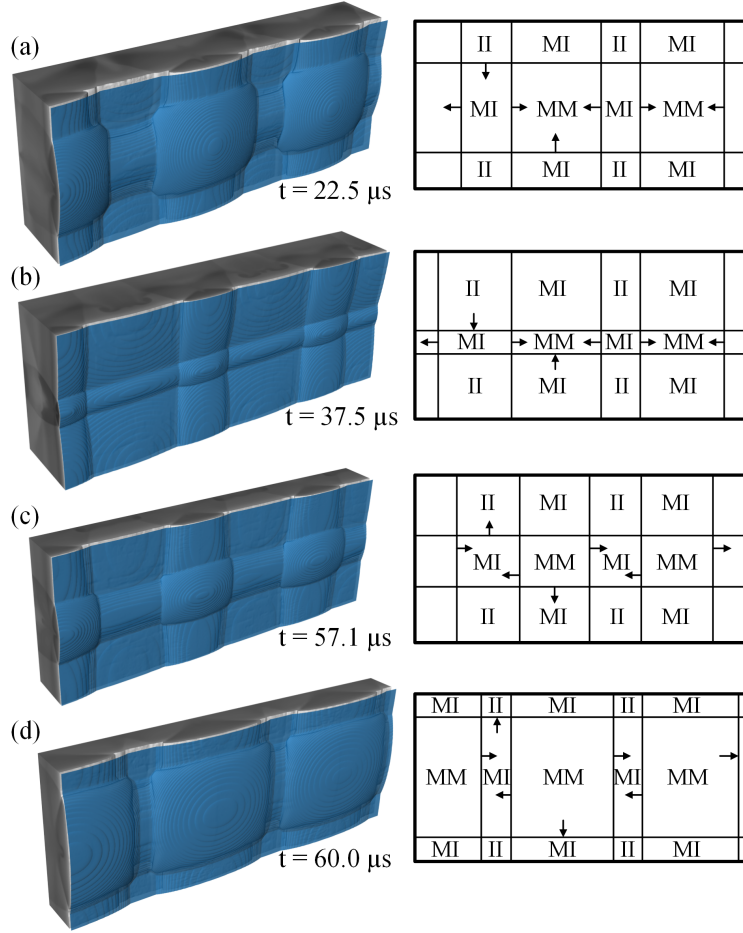 (a)
t = 22.5 μs
II MI II MI
MI MM MI MM
II MI II MI
(b)
t = 37.5 μs
II MI II MI
MI MM MI MM
II MI II MI
(c)
t = 57.1 μs
II MI II MI
MI MM MI MM
II MI II MI
(d)
t = 60.0 μs
MI II MI II MI
MM MI MM MI MM
MI II MI II MI